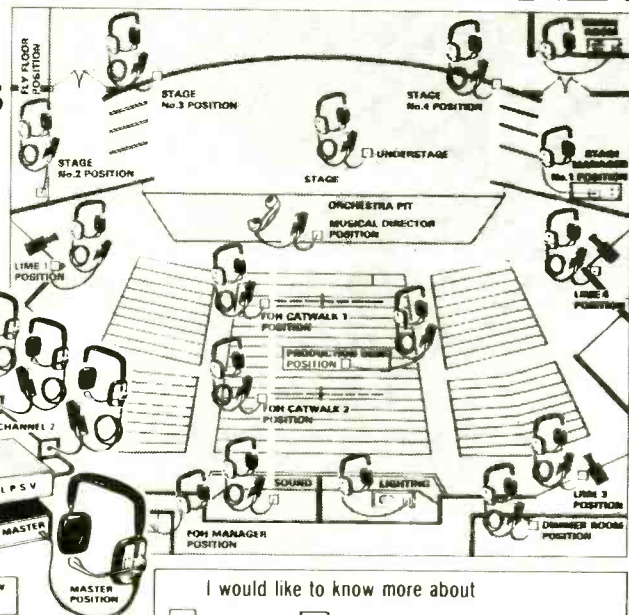 FLY FLOOR
POSITION
STAGE
No.3 POSITION
STAGE
No.4 POSITION
STAGE
No.2 POSITION
UNDERSTAGE
STAGE
STAGE
MANAGER
No.1 POSITION
ORCHESTRA PIT
MUSICAL DIRECTOR
POSITION
LIME 1
POSITION
LIME 4
POSITION
FOH CATWALK 1
POSITION
PRODUCTION DESK
POSITION
FOH CATWALK 2
POSITION
CHANNEL 2
L P S V
MASTER
SOUND
LIGHTING
LIME 3
POSITION
FOH MANAGER
POSITION
DIMMER ROOM
POSITION
MASTER
POSITION
I would like to know more about